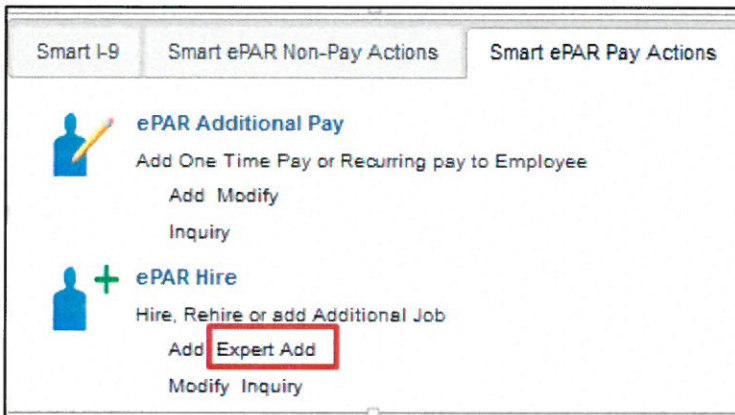 Smart I-9 Smart ePAR Non-Pay Actions Smart ePAR Pay Actions
ePAR Additional Pay
Add One Time Pay or Recurring pay to Employee
Add Modify
Inquiry
ePAR Hire
Hire, Rehire or add Additional Job
Add Expert Add
Modify Inquiry